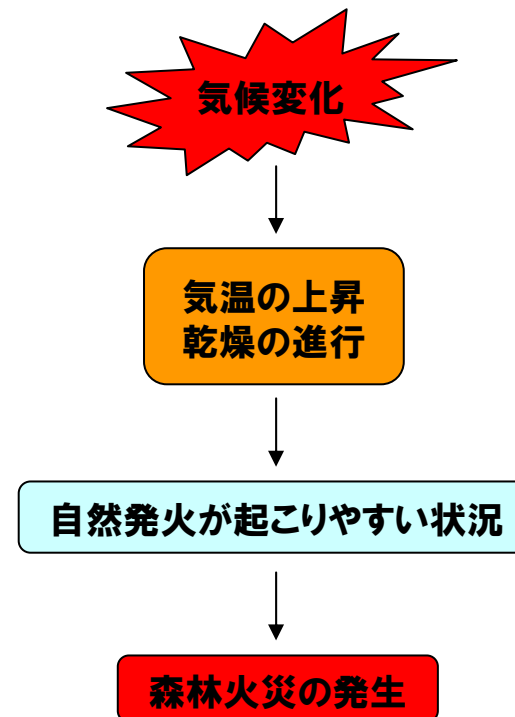 気候変化
気温の上昇
乾燥の進行
自然発火が起こりやすい状況
森林火災の発生